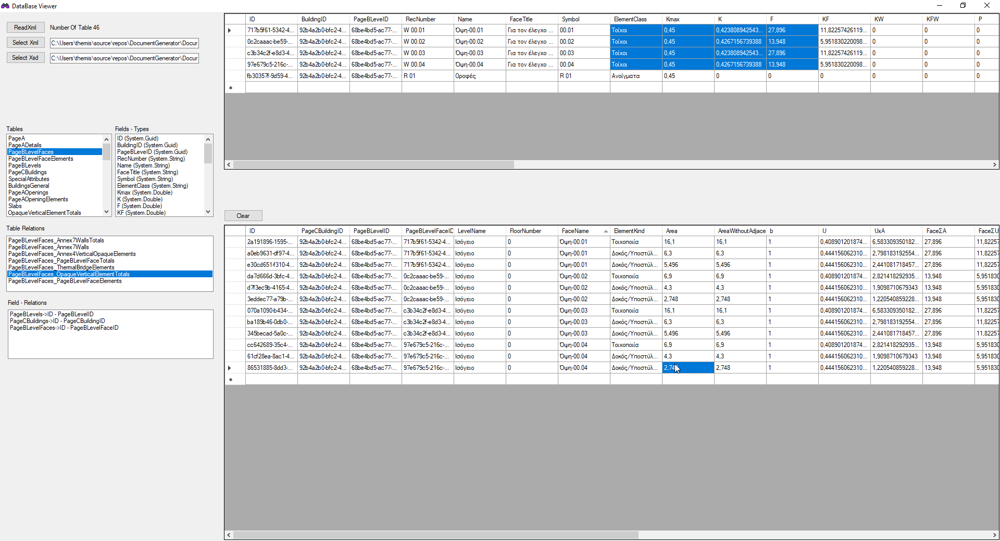 DataBase Viewer
ReadXml Number Of Table 46
Select Xml C:\Users\themis\source\repos\DocumentGenerator\Docur
Select Xsd C:\Users\themis\source\repos\DocumentGenerator\Docur
Tables
PageA
PageADetails
PageBLevelFaces
PageBLevelFaceElements
PageBLevels
PageCBuildings
SpecialAttributes
BuildingsGeneral
PageAOpenings
PageAOpeningElements
Slabs
OpaqueVerticalElementTotals
Fields - Types
ID (System.Guid)
BuildingID (System.Guid)
PageBLeveID (System.Guid)
RecNumber (System.String)
Name (System.String)
FaceTitle (System.String)
Symbol (System.String)
ElementClass (System.String)
Kmax (System.Double)
K (System.Double)
F (System.Double)
KF (System.Double)
Table Relations
PageBLevelFaces_Annex7WallsTotals
PageBLevelFaces_Annex7Walls
PageBLevelFaces_Annex4VerticalOpaqueElements
PageBLevelFaces_PageBLevelFaceTotals
PageBLevelFaces_ThermalBridgeElements
PageBLevelFaces_OpaqueVerticalElementTotals
PageBLevelFaces_PageBLevelFaceElements
Field - Relations
PageBLevels->ID - PageBLevelID
PageCBuildings->ID - PageCBuildingID
PageBLevelFaces->ID - PageBLevelFaceID
ID BuildingID PageBLeveID RecNumber Name FaceTitle Symbol ElementClass Kmax K F KF KW KFW P
717b5f61-5342-4... 92b4a2b0-bfc2-4... 68be4bd5-ac77-... W 00.01 Όψη-00.01 Για τον έλεγχο ... 00.01 Τοίχοι 0,45 0,423808942543... 27,896 11,82257426119... 0 0 0
0c2caaac-be59-... 92b4a2b0-bfc2-4... 68be4bd5-ac77-... W 00.02 Όψη-00.02 Για τον έλεγχο ... 00.02 Τοίχοι 0,45 0,4267156739388 13,948 5,951830220098... 0 0 0
c3b34c2f-e8d3-4... 92b4a2b0-bfc2-4... 68be4bd5-ac77-... W 00.03 Όψη-00.03 Για τον έλεγχο ... 00.03 Τοίχοι 0,45 0,423808942543... 27,896 11,82257426119... 0 0 0
97e679c5-216c-... 92b4a2b0-bfc2-4... 68be4bd5-ac77-... W 00.04 Όψη-00.04 Για τον έλεγχο ... 00.04 Τοίχοι 0,45 0,4267156739388 13,948 5,951830220098... 0 0 0
fb30357f-9d59-4... 92b4a2b0-bfc2-4... 68be4bd5-ac77-... R 01 Οροφές R 01 Ανοίγματα 0,45 0 0 0 0 0 0
Clear
ID PageCBuildingID PageBLevelID PageBLevelFaceID LevelName FloorNumber FaceName ElementKind Area AreaWithoutAdjace b U UxA FaceΣA FaceΣU
2a191896-1595-... 92b4a2b0-bfc2-4... 68be4bd5-ac77-... 717b5f61-5342-4... Ισόγειο 0 Όψη-00.01 Τοιχοποιία 16,1 16,1 1 0,408901201874... 6,583309350182... 27,896 11,82257
a0eb9631-df97-4... 92b4a2b0-bfc2-4... 68be4bd5-ac77-... 717b5f61-5342-4... Ισόγειο 0 Όψη-00.01 Δοκός/Υποστύλ... 6,3 6,3 1 0,444156062310... 2,798183192554... 27,896 11,82257
e30cd651-f310-4... 92b4a2b0-bfc2-4... 68be4bd5-ac77-... 717b5f61-5342-4... Ισόγειο 0 Όψη-00.01 Δοκός/Υποστύλ... 5,496 5,496 1 0,444156062310... 2,441081718457... 27,896 11,82257
da7d666d-3bfc-4... 92b4a2b0-bfc2-4... 68be4bd5-ac77-... 0c2caaac-be59-... Ισόγειο 0 Όψη-00.02 Τοιχοποιία 6,9 6,9 1 0,408901201874... 2,821418292935... 13,948 5,951830
d7f3ec9b-4165-4... 92b4a2b0-bfc2-4... 68be4bd5-ac77-... 0c2caaac-be59-... Ισόγειο 0 Όψη-00.02 Δοκός/Υποστύλ... 4,3 4,3 1 0,444156062310... 1,9098710679343 13,948 5,951830
3eddec77-a79b-... 92b4a2b0-bfc2-4... 68be4bd5-ac77-... 0c2caaac-be59-... Ισόγειο 0 Όψη-00.02 Δοκός/Υποστύλ... 2,748 2,748 1 0,444156062310... 1,220540859228... 13,948 5,951830
070a1090-b434-... 92b4a2b0-bfc2-4... 68be4bd5-ac77-... c3b34c2f-e8d3-4... Ισόγειο 0 Όψη-00.03 Τοιχοποιία 16,1 16,1 1 0,408901201874... 6,583309350182... 27,896 11,82257
ba189b46-0db0-... 92b4a2b0-bfc2-4... 68be4bd5-ac77-... c3b34c2f-e8d3-4... Ισόγειο 0 Όψη-00.03 Δοκός/Υποστύλ... 6,3 6,3 1 0,444156062310... 2,798183192554... 27,896 11,82257
345becad-5a0c-... 92b4a2b0-bfc2-4... 68be4bd5-ac77-... c3b34c2f-e8d3-4... Ισόγειο 0 Όψη-00.03 Δοκός/Υποστύλ... 5,496 5,496 1 0,444156062310... 2,441081718457... 27,896 11,82257
cc642689-35c4-... 92b4a2b0-bfc2-4... 68be4bd5-ac77-... 97e679c5-216c-... Ισόγειο 0 Όψη-00.04 Τοιχοποιία 6,9 6,9 1 0,408901201874... 2,821418292935... 13,948 5,951830
61cf28ea-8ac1-4... 92b4a2b0-bfc2-4... 68be4bd5-ac77-... 97e679c5-216c-... Ισόγειο 0 Όψη-00.04 Δοκός/Υποστύλ... 4,3 4,3 1 0,444156062310... 1,9098710679343 13,948 5,951830
86531885-8dd3-... 92b4a2b0-bfc2-4... 68be4bd5-ac77-... 97e679c5-216c-... Ισόγειο 0 Όψη-00.04 Δοκός/Υποστύλ... 2,74 2,748 1 0,444156062310... 1,220540859228... 13,948 5,951830